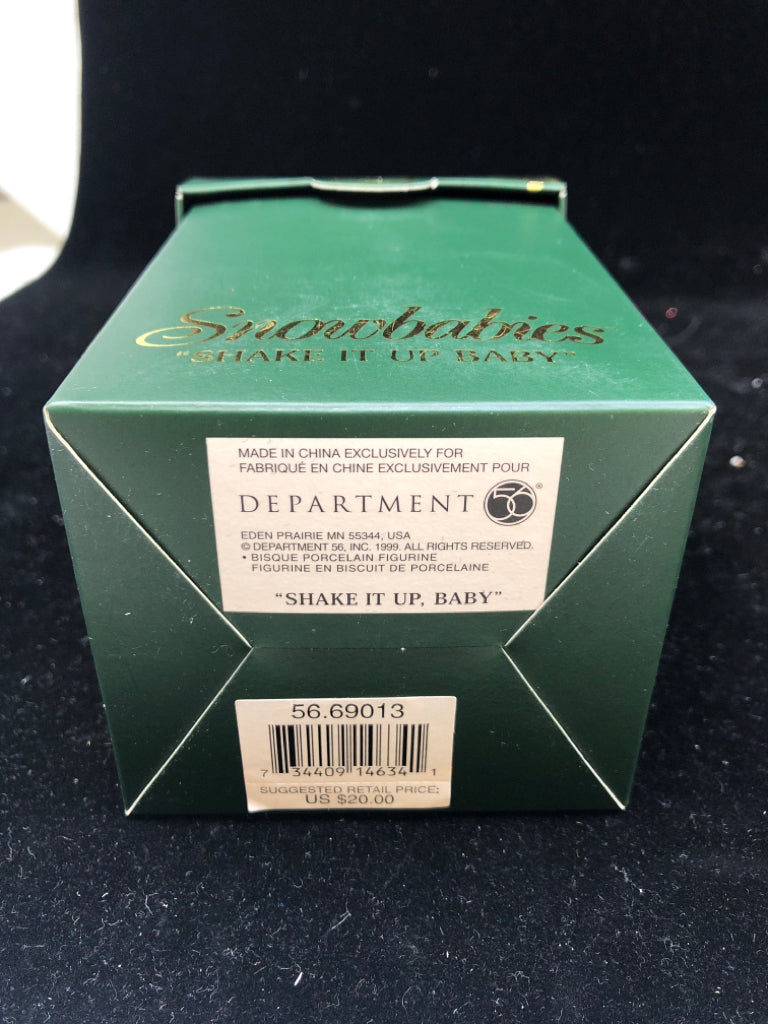 Snowbabies
"SHAKE IT UP BABY"
MADE IN CHINA EXCLUSIVELY FOR
FABRIQUÉ EN CHINE EXCLUSIVEMENT POUR
DEPARTMENT 56®
EDEN PRAIRIE MN 55344, USA
© DEPARTMENT 56, INC. 1999. ALL RIGHTS RESERVED.
• BISQUE PORCELAIN FIGURINE
FIGURINE EN BISCUIT DE PORCELAINE
"SHAKE IT UP, BABY"
56.69013
7 34409 14634 1
SUGGESTED RETAIL PRICE:
US $20.00